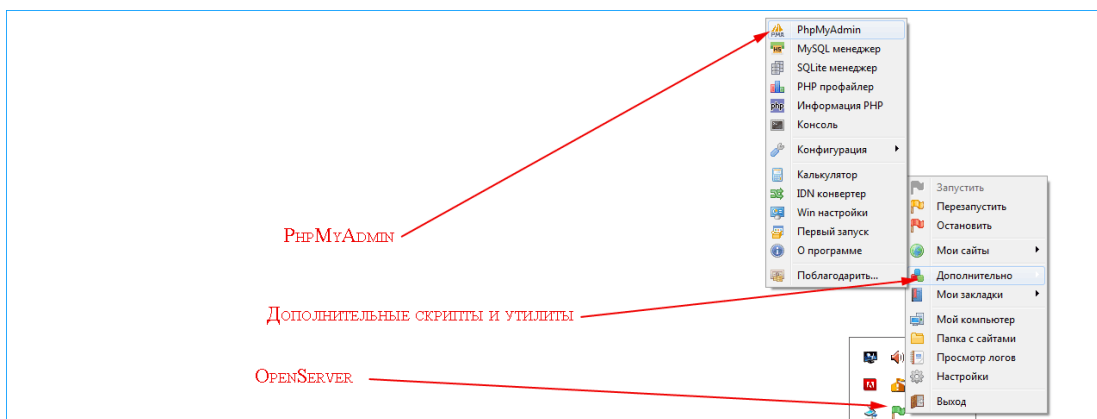 PhpMyAdmin
MySQL менеджер
SQLite менеджер
PHP профайлер
Информация PHP
Консоль
Конфигурация
Калькулятор
IDN конвертер
Win настройки
Первый запуск
О программе
Поблагодарить...
Запустить
Перезапустить
Остановить
Мои сайты
Дополнительно
Мои закладки
Мой компьютер
Папка с сайтами
Просмотр логов
Настройки
Выход
PhpMyAdmin
Дополнительные скрипты и утилиты
OpenServer